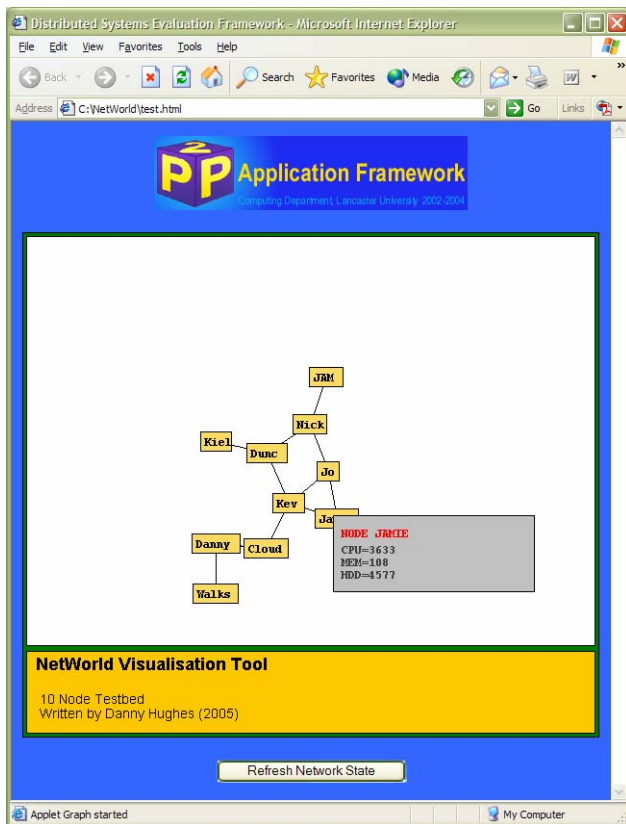 Distributed Systems Evaluation Framework - Microsoft Internet Explorer
File Edit View Favorites Tools Help
Back Search Favorites Media
Address C:\NetWorld\test.html Go Links
P2P Application Framework
Computing Department, Lancaster University 2002-2004
JAM
Nick
Kiel
Dunc
Jo
Kev
Ja
NODE JAMIE
CPU=3633
MEM=108
HDD=4577
Danny
Cloud
Walks
NetWorld Visualisation Tool
10 Node Testbed
Written by Danny Hughes (2005)
Refresh Network State
Applet Graph started My Computer